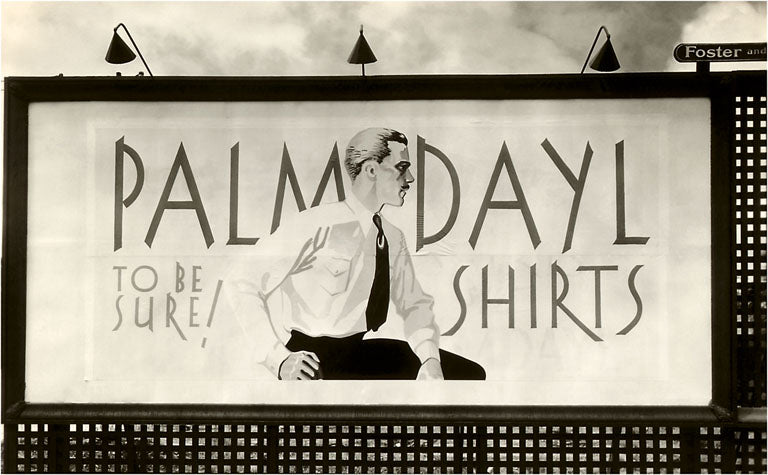 Foster and
PALM DAYL
TO BE
SURE!
SHIRTS